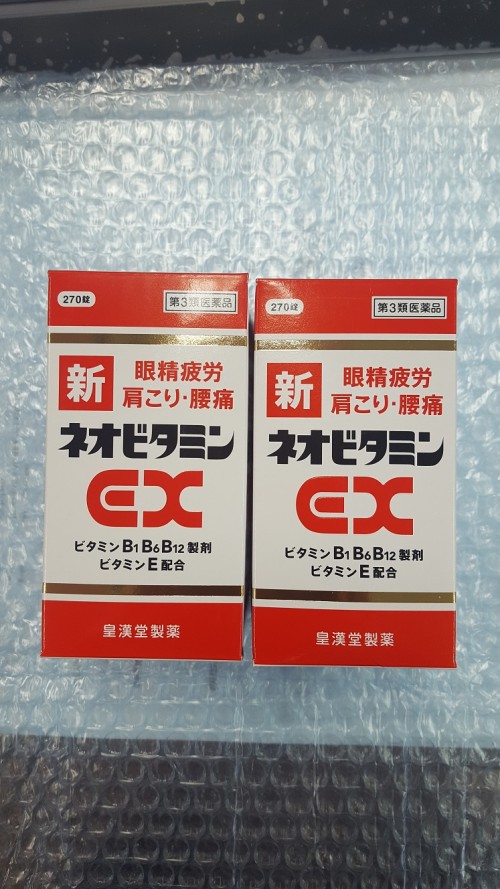 270錠
第3類医薬品
新
眼精疲労
肩こり・腰痛
ネオビタミン
EX
ビタミンB1B6B12製剤
ビタミンE配合
皇漢堂製薬
270錠
第3類医薬品
新
眼精疲労
肩こり・腰痛
ネオビタミン
EX
ビタミンB1B6B12製剤
ビタミンE配合
皇漢堂製薬